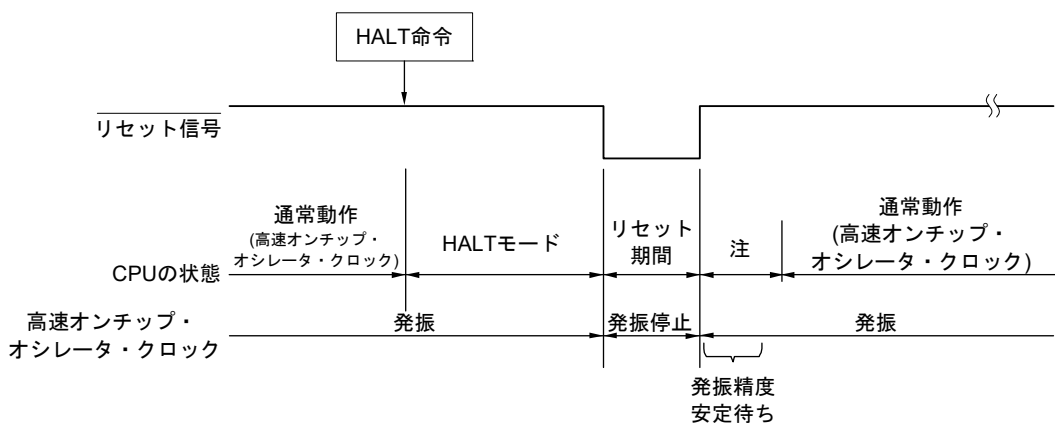 HALT命令
リセット信号
通常動作
(高速オンチップ・
オシレータ・クロック)
HALTモード
リセット
期間
注
通常動作
(高速オンチップ・
オシレータ・クロック)
CPUの状態
高速オンチップ・
オシレータ・クロック
発振
発振停止
発振
発振精度
安定待ち